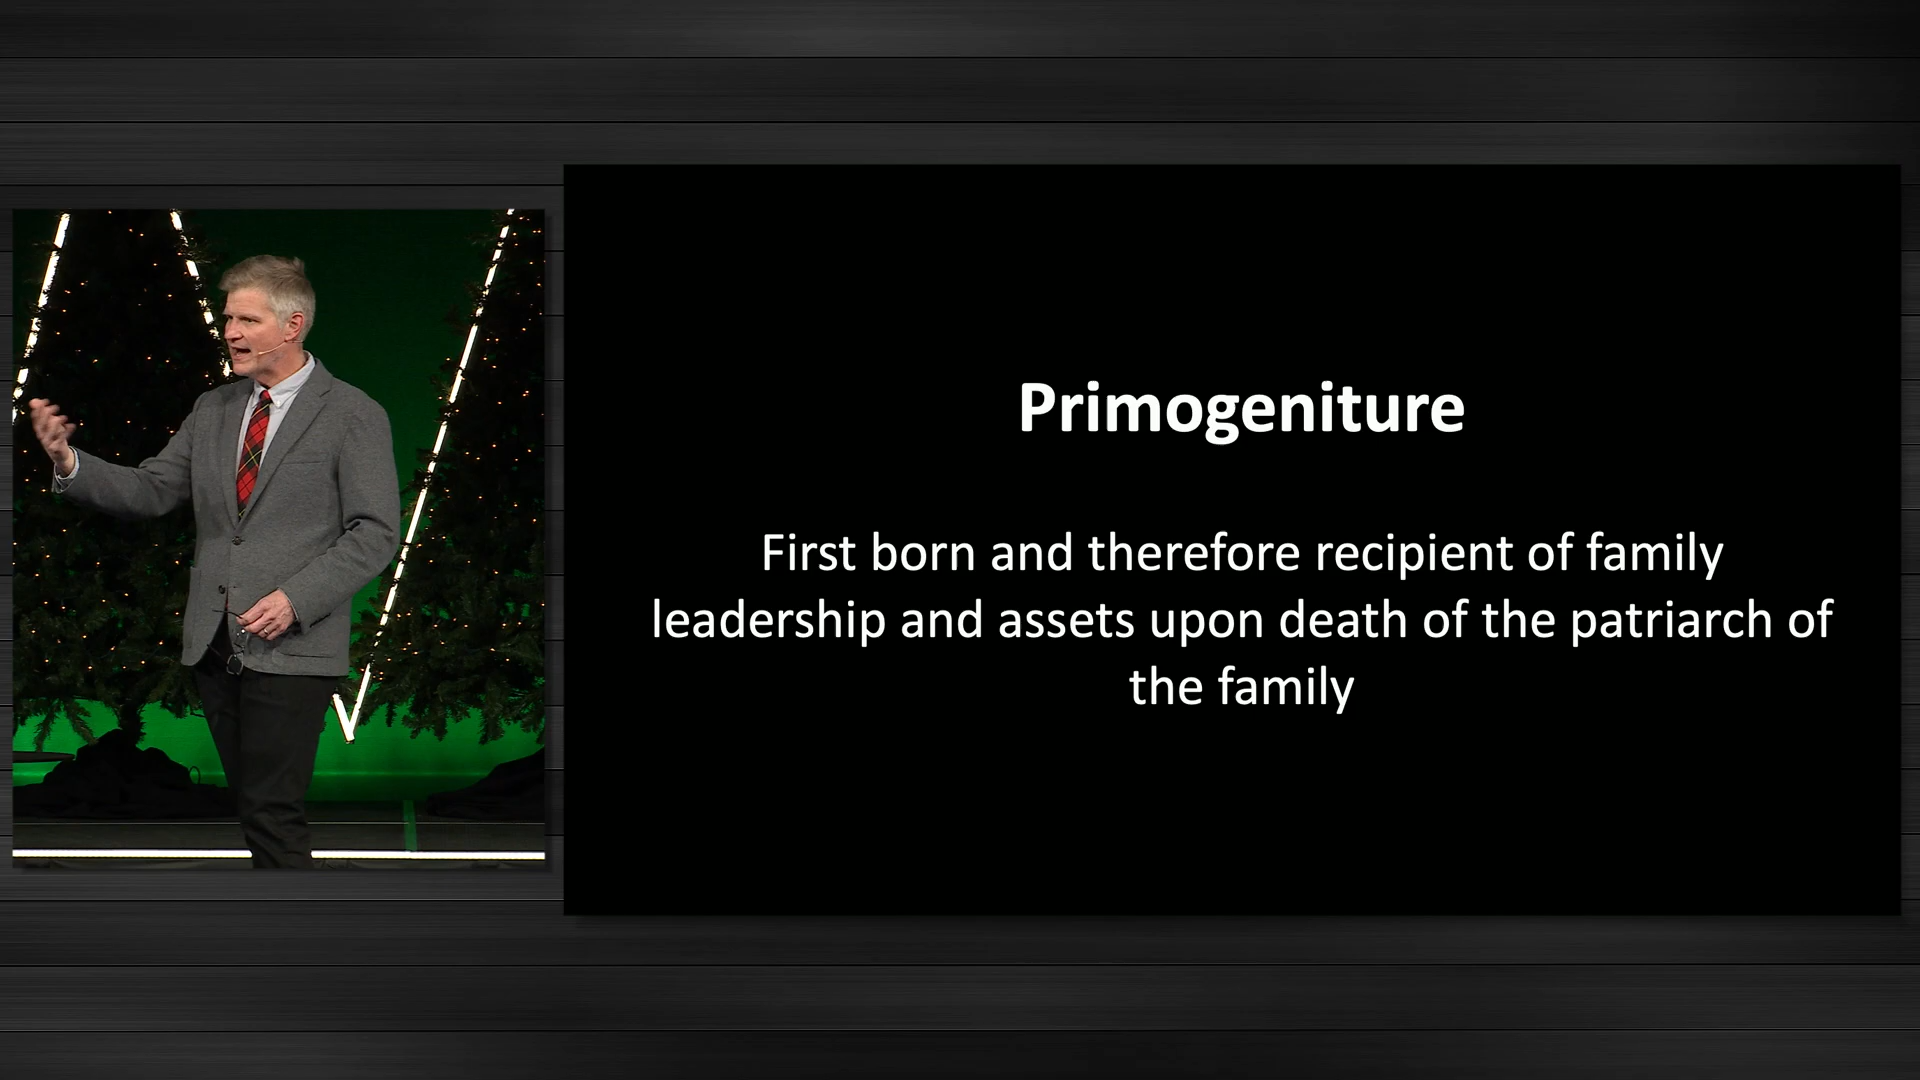 Primogeniture
First born and therefore recipient of family
leadership and assets upon death of the patriarch of
the family